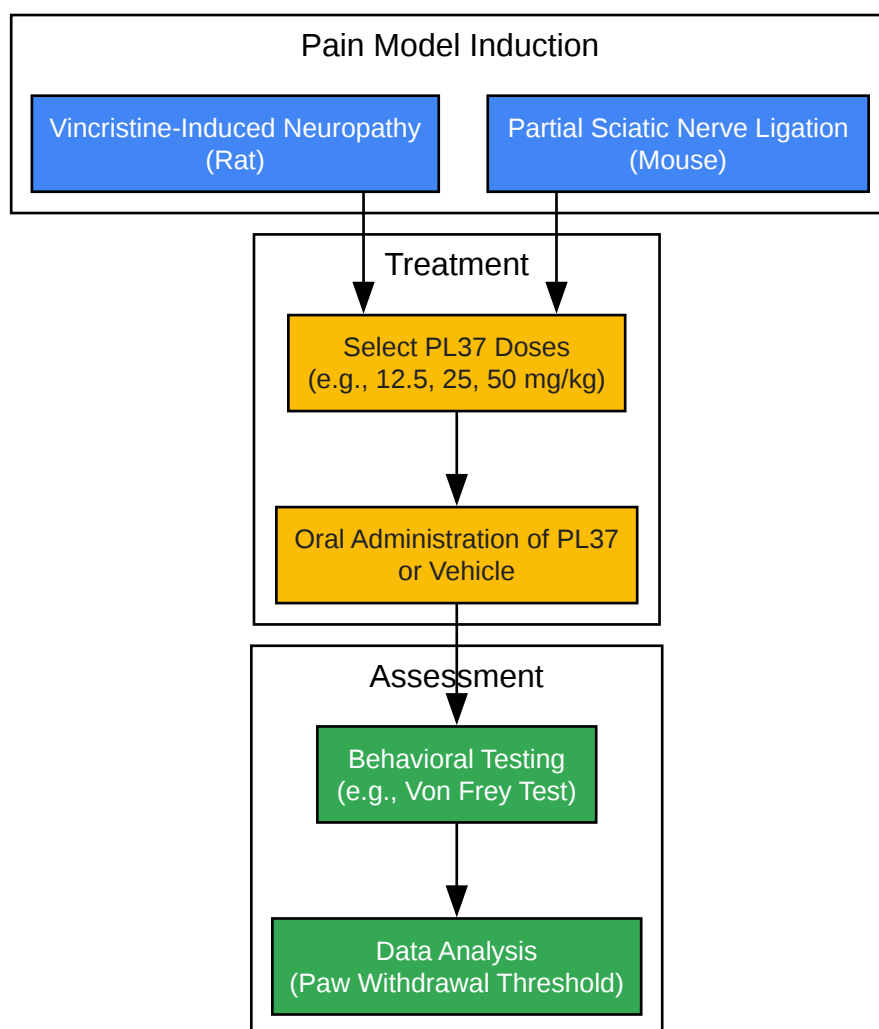 Pain Model Induction
Vincristine-Induced Neuropathy
(Rat)
Partial Sciatic Nerve Ligation
(Mouse)
Treatment
Select PL37 Doses
(e.g., 12.5, 25, 50 mg/kg)
Oral Administration of PL37
or Vehicle
Assessment
Behavioral Testing
(e.g., Von Frey Test)
Data Analysis
(Paw Withdrawal Threshold)